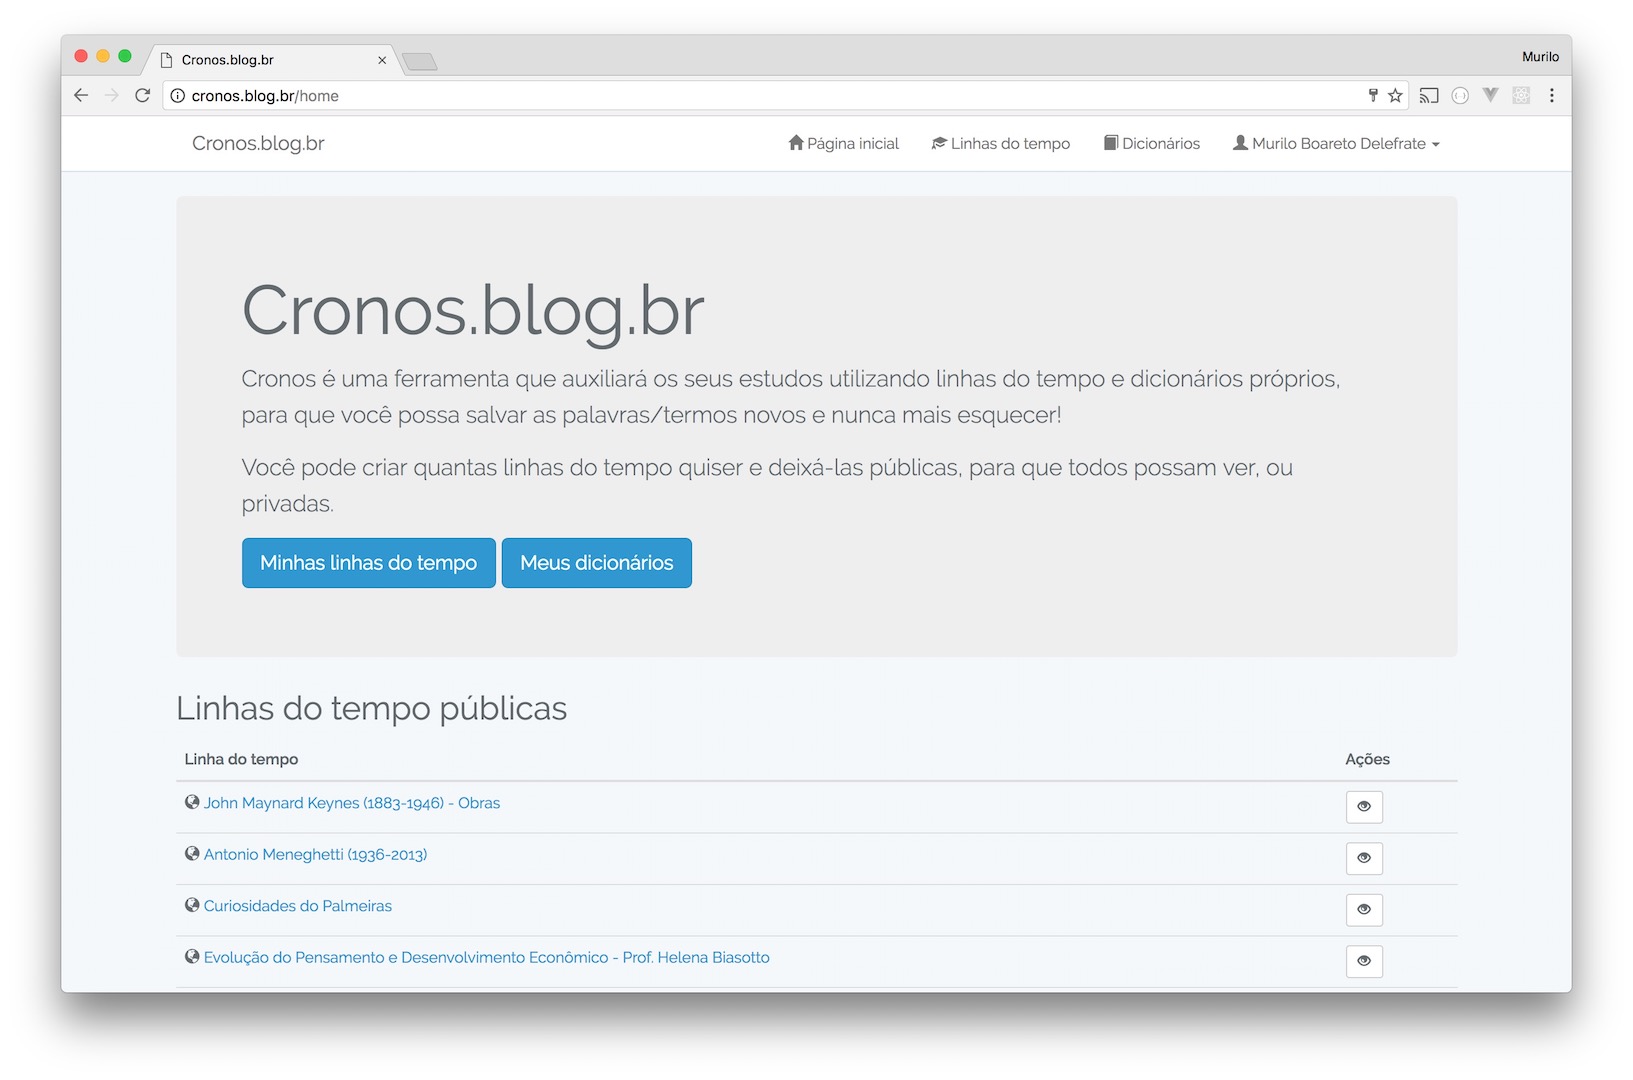 Cronos.blog.br
Murilo
cronos.blog.br/home
Cronos.blog.br
Página inicial
Linhas do tempo
Dicionários
Murilo Boareto Delefrate
Cronos.blog.br
Cronos é uma ferramenta que auxiliará os seus estudos utilizando linhas do tempo e dicionários próprios,
para que você possa salvar as palavras/termos novos e nunca mais esquecer!
Você pode criar quantas linhas do tempo quiser e deixá-las públicas, para que todos possam ver, ou
privadas.
Minhas linhas do tempo
Meus dicionários
Linhas do tempo públicas
Linha do tempo
Ações
John Maynard Keynes (1883-1946) - Obras
Antonio Meneghetti (1936-2013)
Curiosidades do Palmeiras
Evolução do Pensamento e Desenvolvimento Econômico - Prof. Helena Biasotto